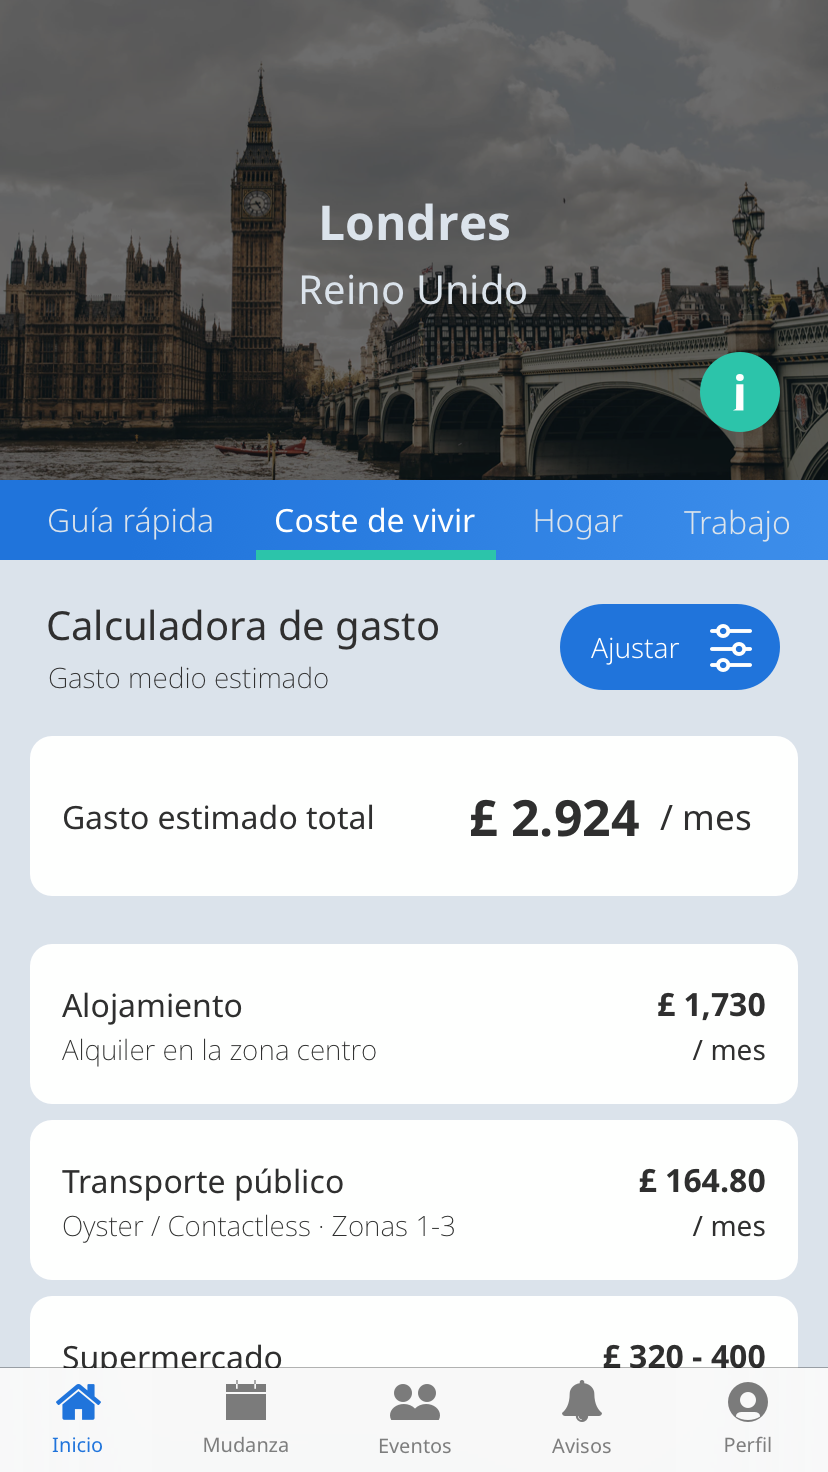 Londres
Reino Unido
i
Guía rápida Coste de vivir Hogar Trabajo
Calculadora de gasto
Gasto medio estimado
Ajustar
Gasto estimado total £ 2.924 / mes
Alojamiento £ 1,730
Alquiler en la zona centro / mes
Transporte público £ 164.80
Oyster / Contactless · Zonas 1-3 / mes
Supermercado £ 320 - 400
Inicio Mudanza Eventos Avisos Perfil